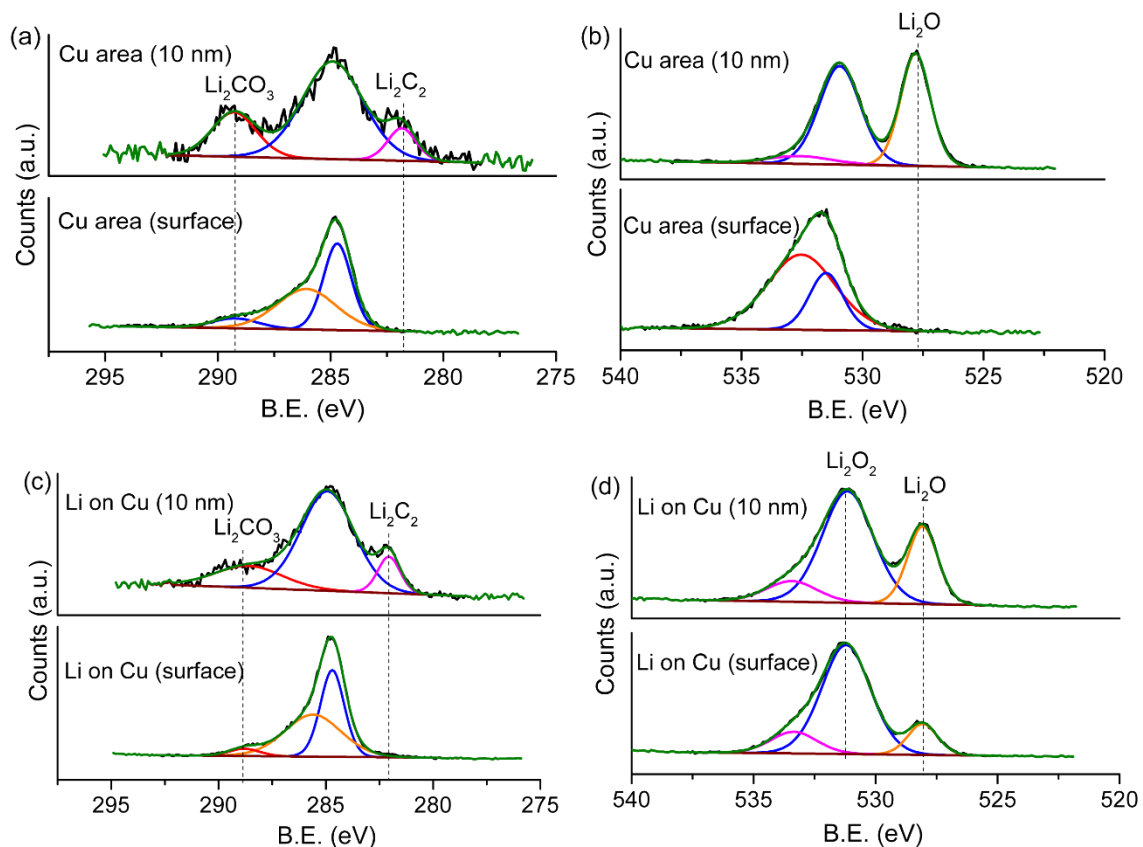 (a)
Cu area (10 nm)
Li₂CO₃
Li₂C₂
Cu area (surface)
Counts (a.u.)
295 290 285 280 275
B.E. (eV)
(b)
Li₂O
Cu area (10 nm)
Cu area (surface)
Counts (a.u.)
540 535 530 525 520
B.E. (eV)
(c)
Li on Cu (10 nm)
Li₂CO₃
Li₂C₂
Li on Cu (surface)
Counts (a.u.)
295 290 285 280 275
B.E. (eV)
(d)
Li₂O₂
Li₂O
Li on Cu (10 nm)
Li on Cu (surface)
Counts (a.u.)
540 535 530 525 520
B.E. (eV)